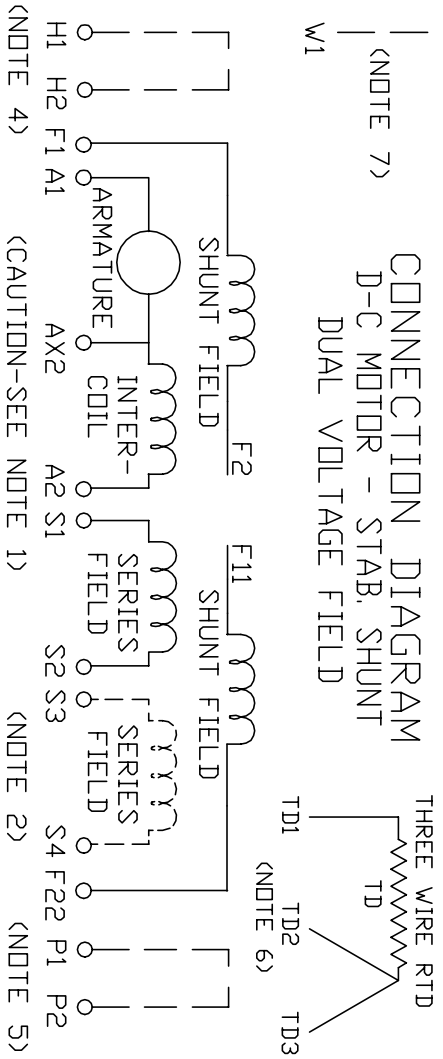 CONNECTION DIAGRAM
D-C MOTOR - STAB. SHUNT
DUAL VOLTAGE FIELD
W1
(NOTE 7)
THREE WIRE RTD
TD
TD1
TD2
TD3
(NOTE 6)
F2
F11
SHUNT FIELD
SHUNT FIELD
ARMATURE
INTER-
COIL
SERIES
FIELD
SERIES
FIELD
H1 H2 F1 A1 AX2 A2 S1 S2 S3 S4 F22 P1 P2
(NOTE 4) (CAUTION-SEE NOTE 1) (NOTE 2) (NOTE 5)